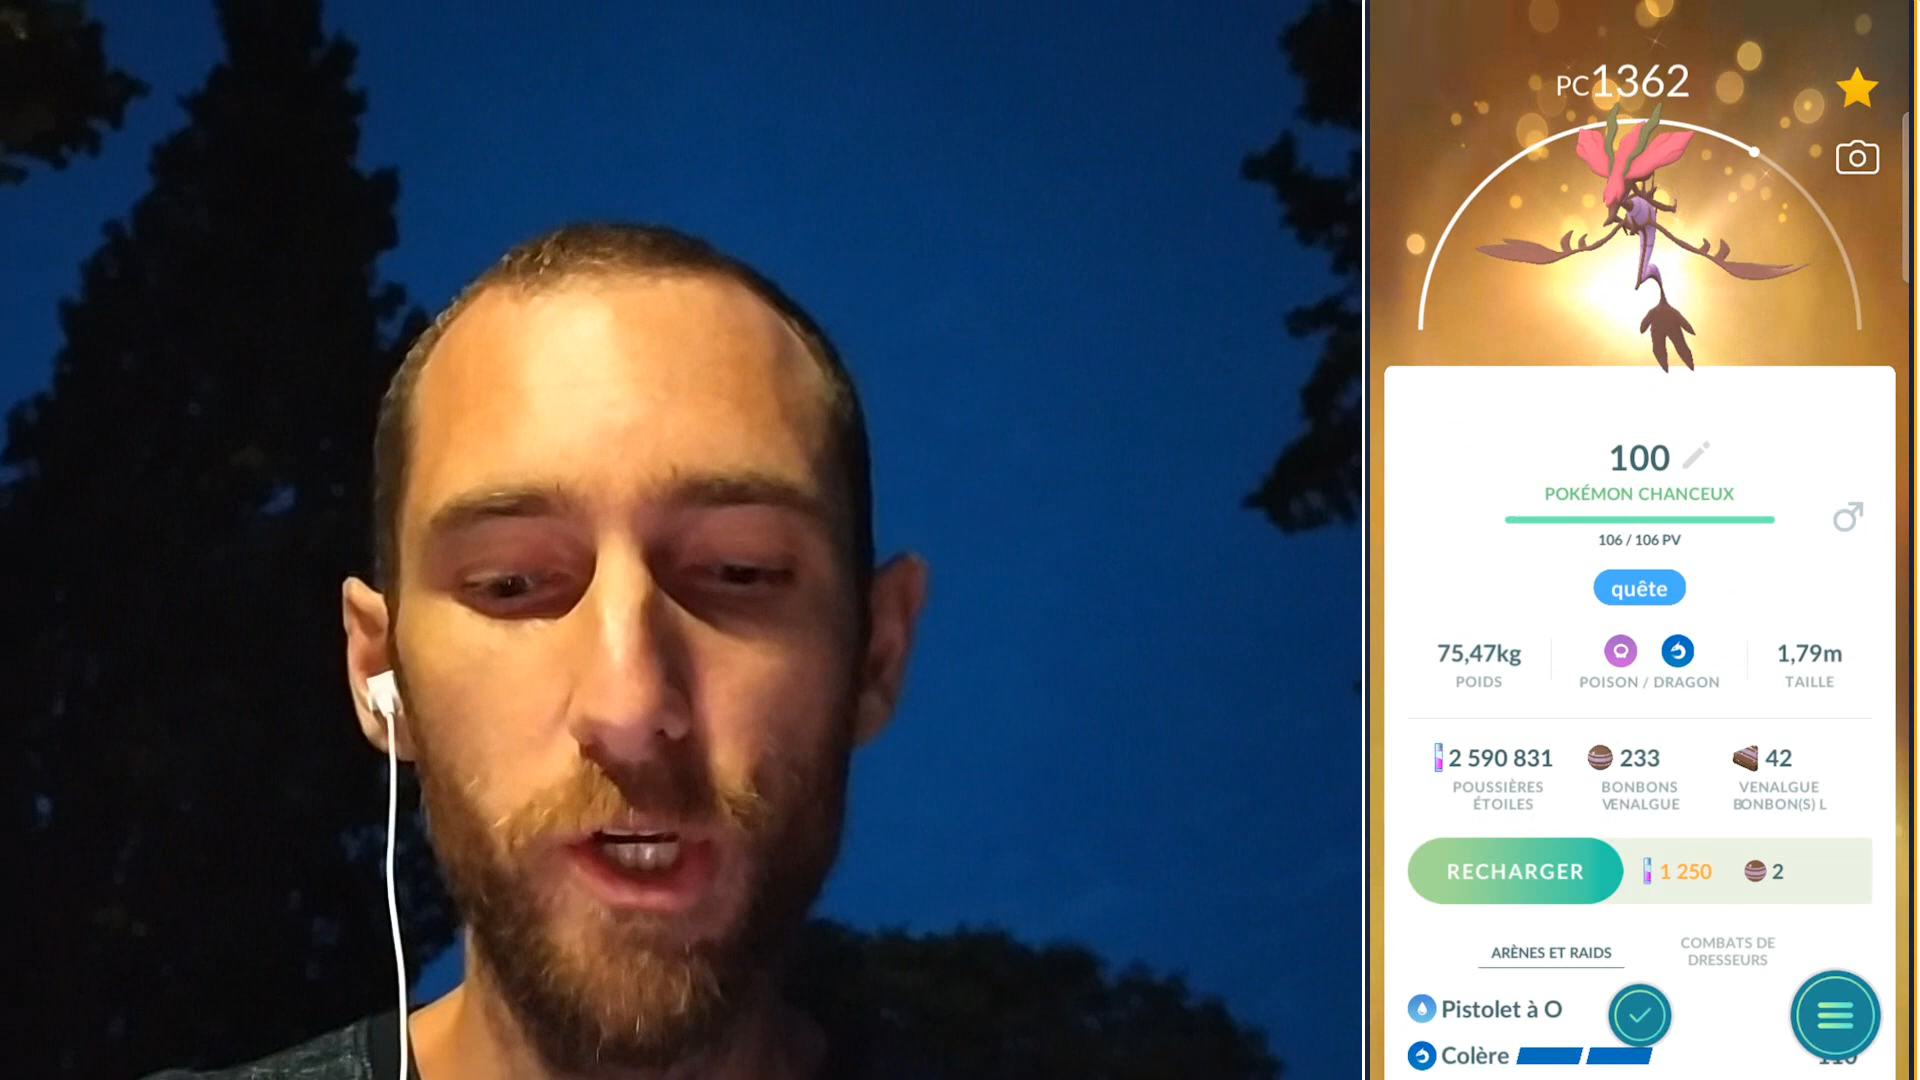 PC1362
100
POKÉMON CHANCEUX
106 / 106 PV
quête
75,47kg
POIDS
POISON / DRAGON
1,79m
TAILLE
2 590 831
POUSSIÈRES
ÉTOILES
233
BONBONS
VENALGUE
42
VENALGUE
BONBON(S) L
RECHARGER
1 250
2
ARÈNES ET RAIDS
COMBATS DE
DRESSEURS
Pistolet à O
Colère